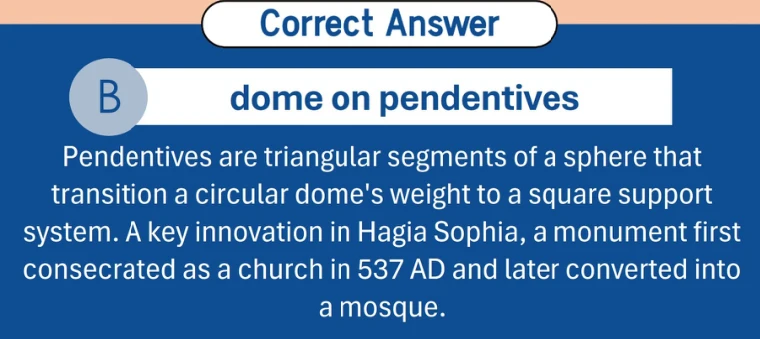 Correct Answer
B
dome on pendentives
Pendentives are triangular segments of a sphere that
transition a circular dome's weight to a square support
system. A key innovation in Hagia Sophia, a monument first
consecrated as a church in 537 AD and later converted into
a mosque.